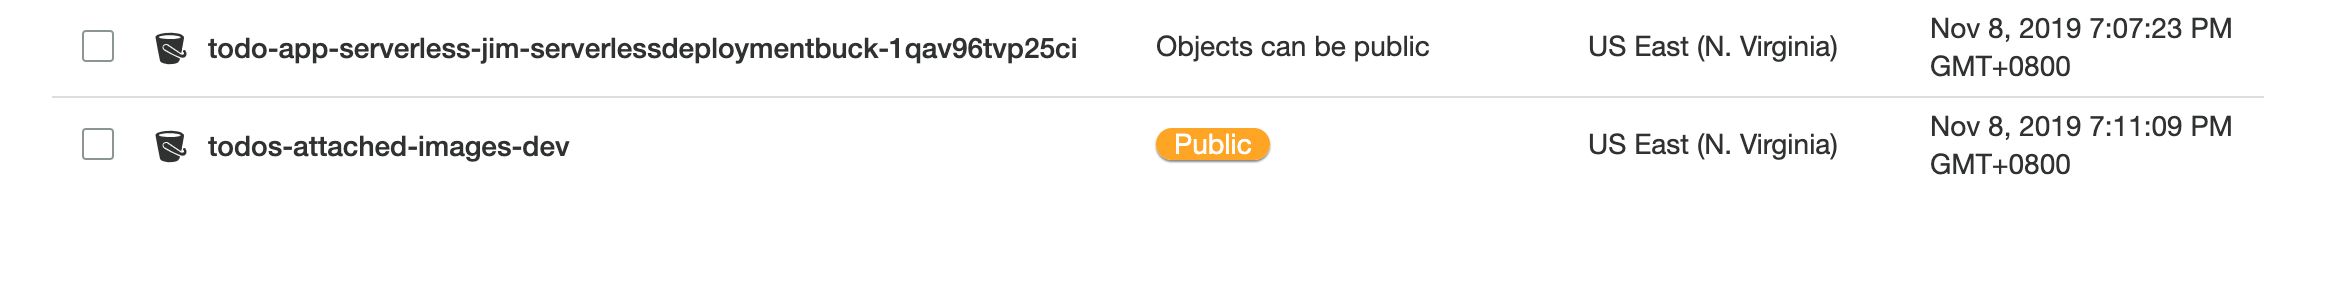 todo-app-serverless-jim-serverlessdeploymentbuck-1qav96tvp25ci Objects can be public US East (N. Virginia) Nov 8, 2019 7:07:23 PM
GMT+0800
todos-attached-images-dev Public US East (N. Virginia) Nov 8, 2019 7:11:09 PM
GMT+0800